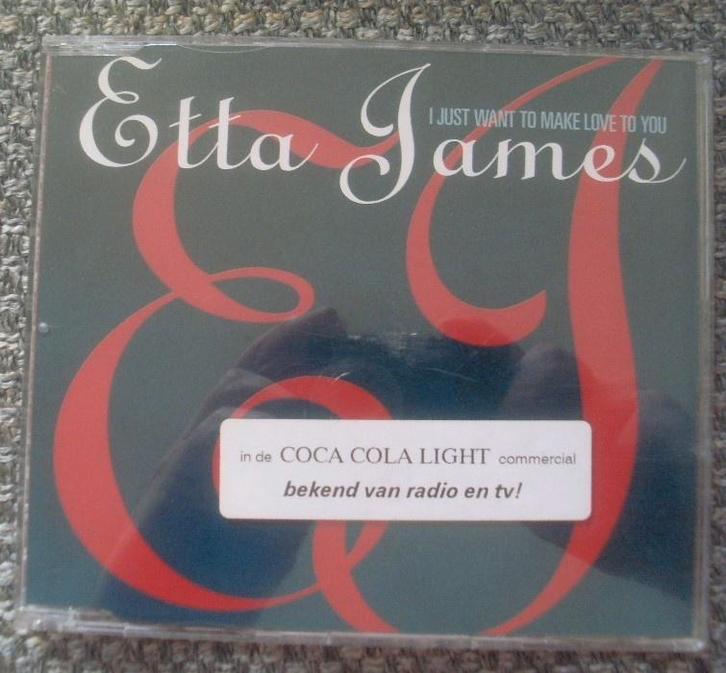 Etta James
I JUST WANT TO MAKE LOVE TO YOU
EJ
in de COCA COLA LIGHT commercial
bekend van radio en tv!